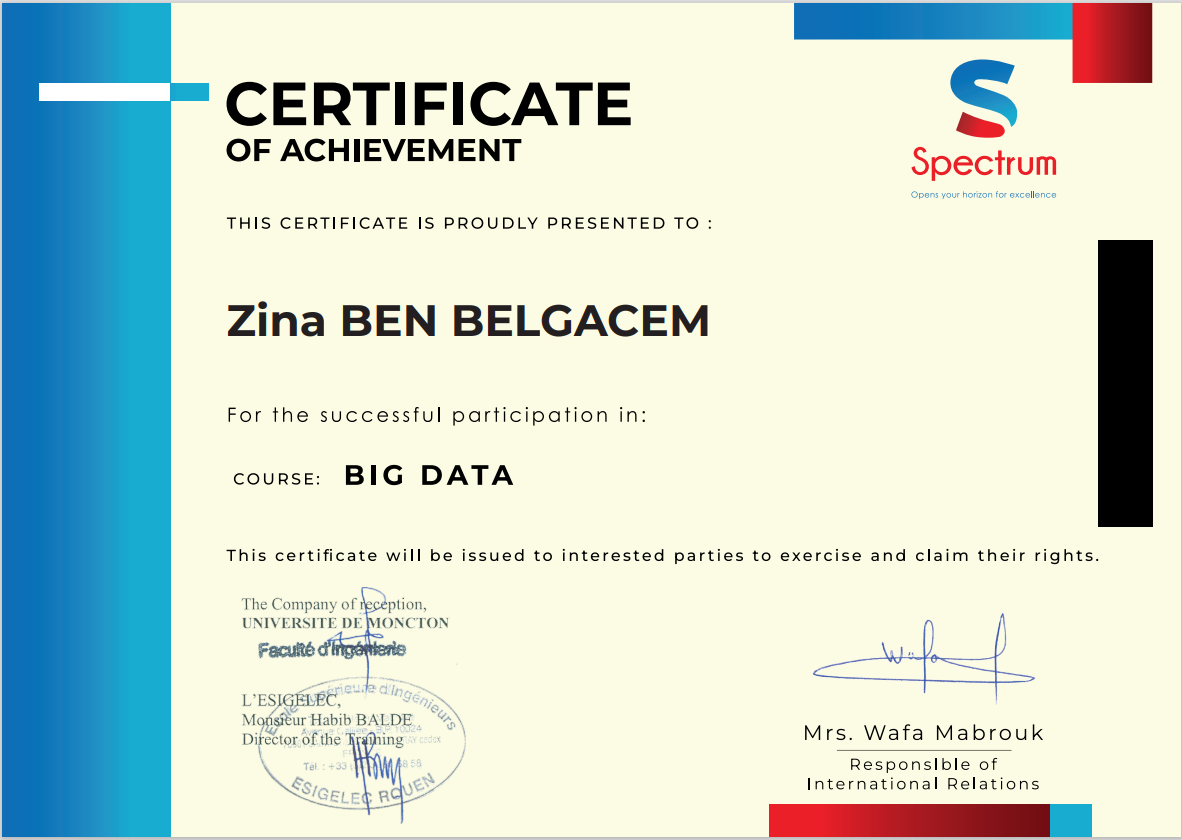 CERTIFICATE
OF ACHIEVEMENT
Spectrum
Opens your horizon for excellence
THIS CERTIFICATE IS PROUDLY PRESENTED TO :
Zina BEN BELGACEM
For the successful participation in:
COURSE: BIG DATA
This certificate will be issued to interested parties to exercise and claim their rights.
The Company of reception,
UNIVERSITE DE MONCTON
Faculté d'Ingénierie
L'ESIGELEC,
Monsieur Habib BALDE
Director of the Training
d'Ingénieurs
B.P. 10024
cedex
Tel. : +33
58 58
ESIGELEC ROUEN
Wafa
Mrs. Wafa Mabrouk
Responsible of
International Relations